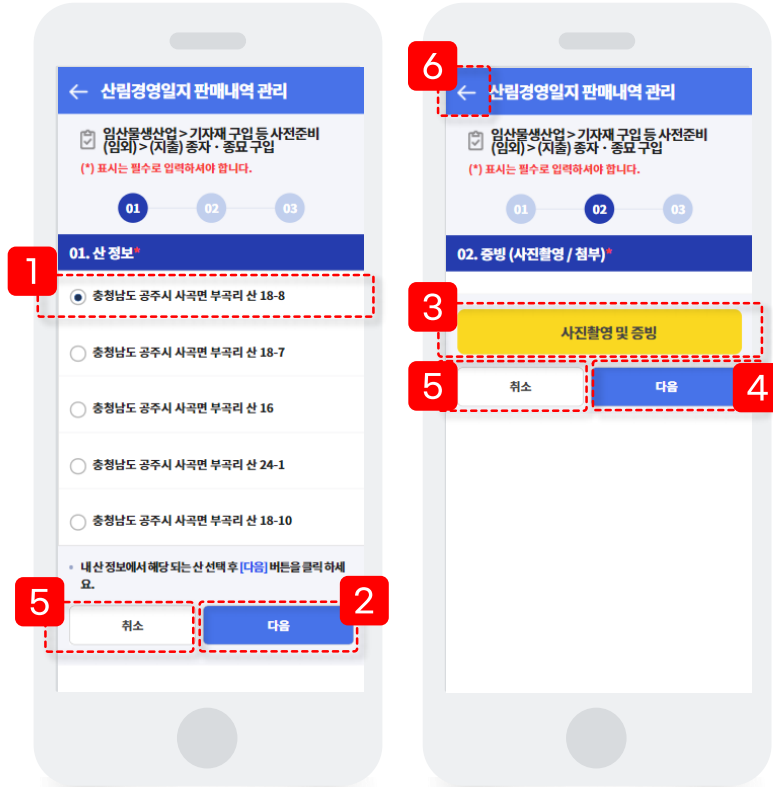 산림경영일지 판매내역 관리
임산물생산업 > 기자재 구입 등 사전준비
(임외) > (지출) 종자 · 종묘 구입
(*) 표시는 필수로 입력하셔야 합니다.
01 02 03
01. 산 정보*
1
충청남도 공주시 사곡면 부곡리 산 18-8
충청남도 공주시 사곡면 부곡리 산 18-7
충청남도 공주시 사곡면 부곡리 산 16
충청남도 공주시 사곡면 부곡리 산 24-1
충청남도 공주시 사곡면 부곡리 산 18-10
내 산 정보에서 해당 되는 산 선택 후 [다음] 버튼을 클릭 하세
요.
5 2
취소 다음
6
산림경영일지 판매내역 관리
임산물생산업 > 기자재 구입 등 사전준비
(임외) > (지출) 종자 · 종묘 구입
(*) 표시는 필수로 입력하셔야 합니다.
01 02 03
02. 증빙 (사진촬영 / 첨부)*
3
사진촬영 및 증빙
5 취소 다음 4